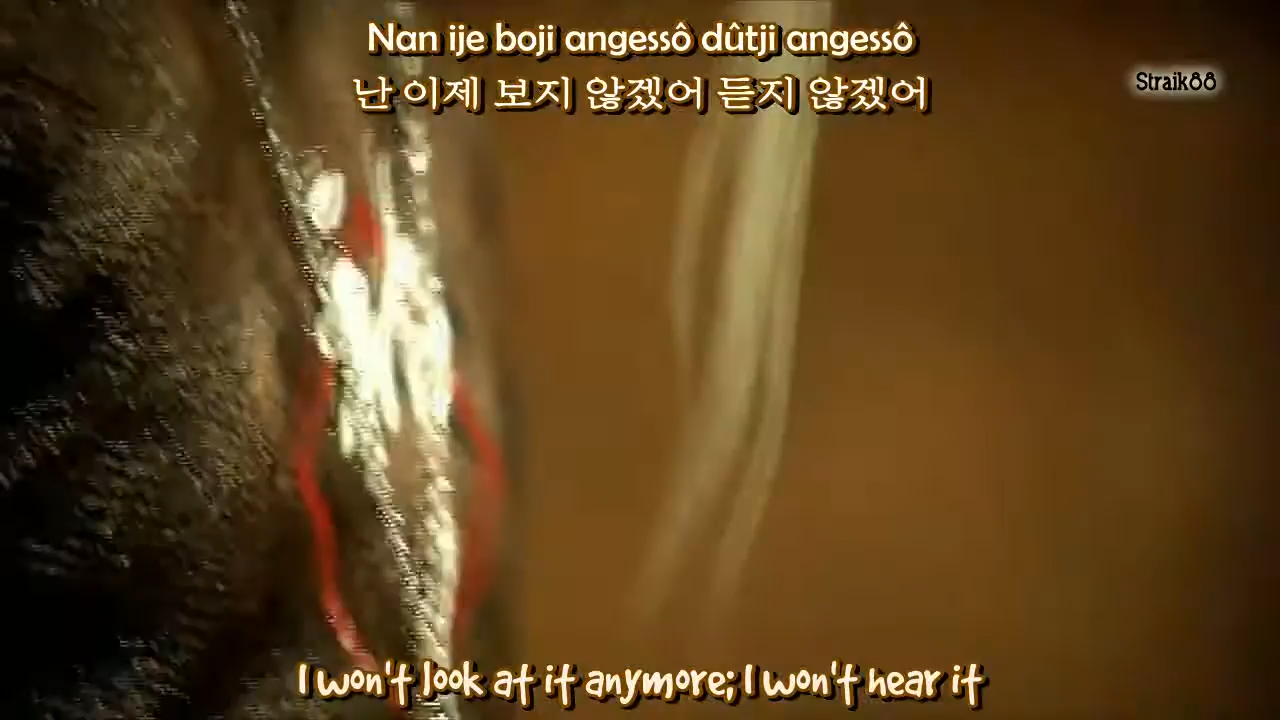 Nan ije boji angessô dûtji angessô
난 이제 보지 않겠어 듣지 않겠어
Straik88
I won't look at it anymore; I won't hear it